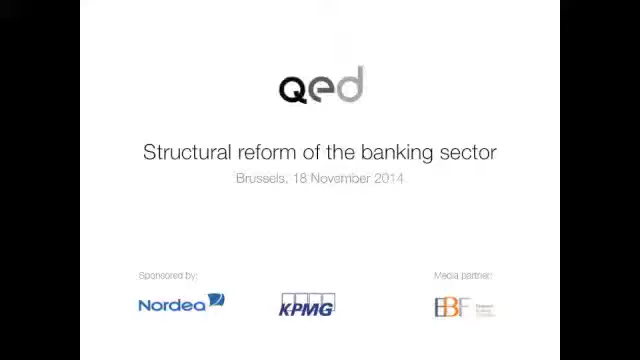 qed
Structural reform of the banking sector
Brussels, 18 November 2014
Sponsored by:
Media partner:
Nordea
KPMG
EBF